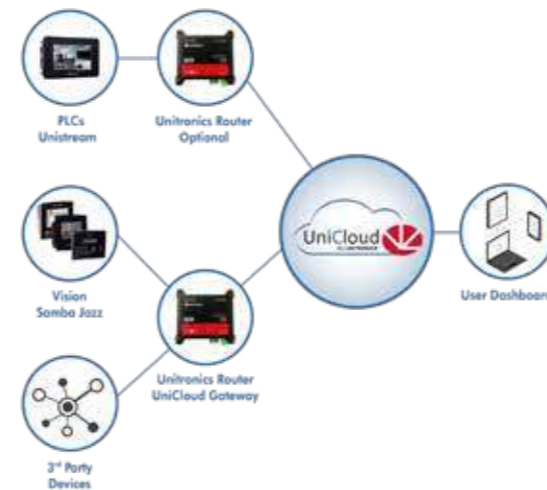 PLCs
Unistream
Unitronics Router
Optional
UniCloud
Vision
Samba Jazz
Unitronics Router
UniCloud Gateway
User Dashboard
3rd Party
Devices